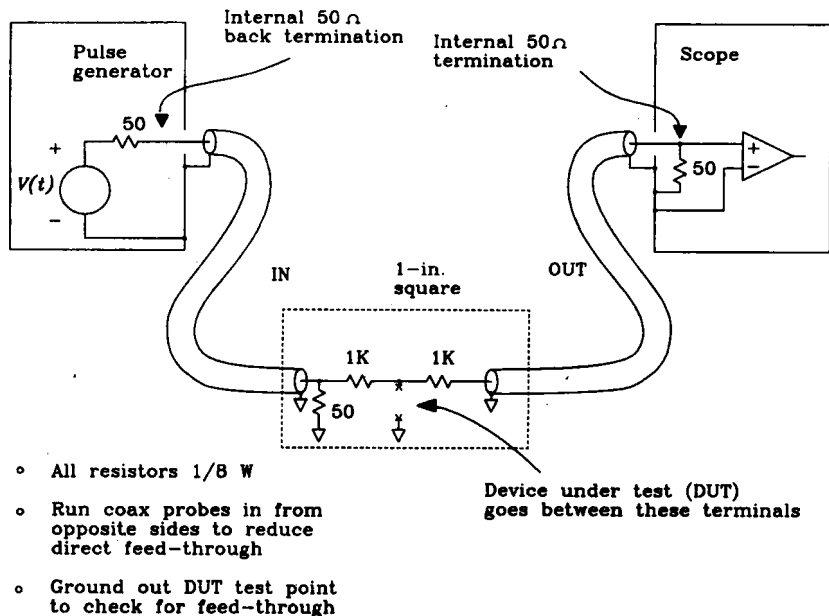 Internal 50Ω
back termination
Pulse
generator
Internal 50Ω
termination
Scope
50
+
V(t)
−
+
−
50
IN
1-in.
square
OUT
1K
1K
50
Device under test (DUT)
goes between these terminals
∘ All resistors 1/8 W
∘ Run coax probes in from
opposite sides to reduce
direct feed-through
∘ Ground out DUT test point
to check for feed-through